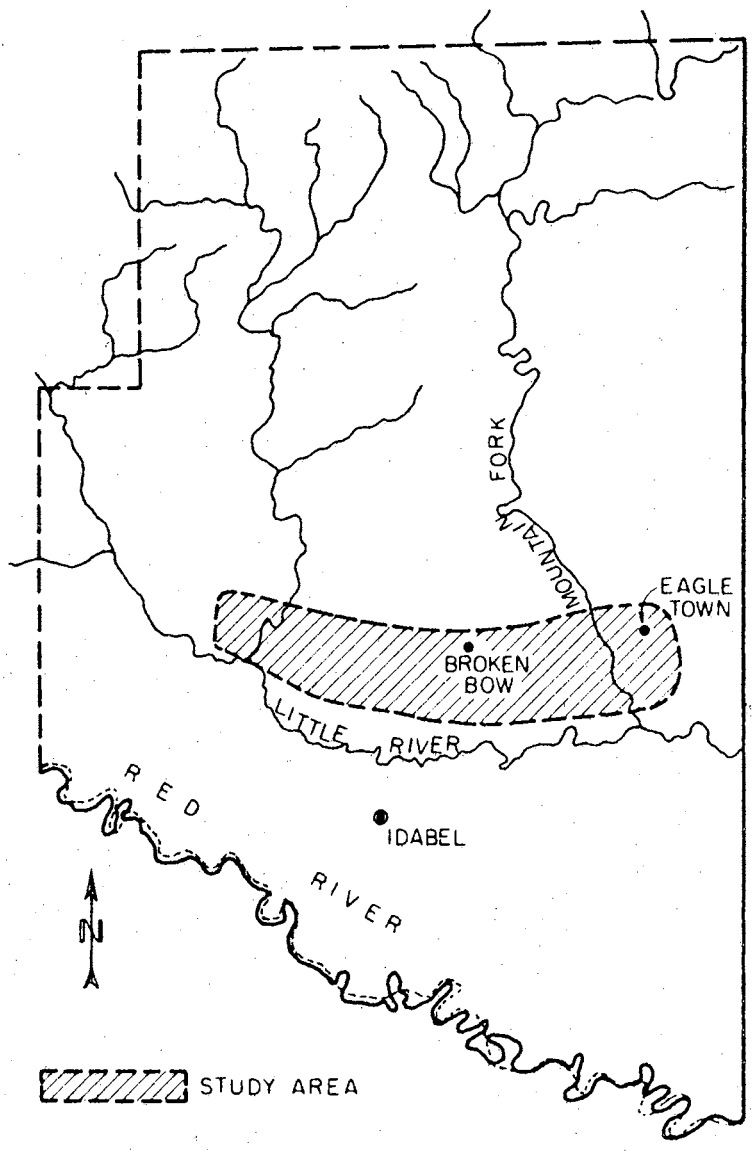 FORK
MOUNTAIN
EAGLE
TOWN
BROKEN
BOW
LITTLE RIVER
RED RIVER
IDABEL
N
STUDY AREA